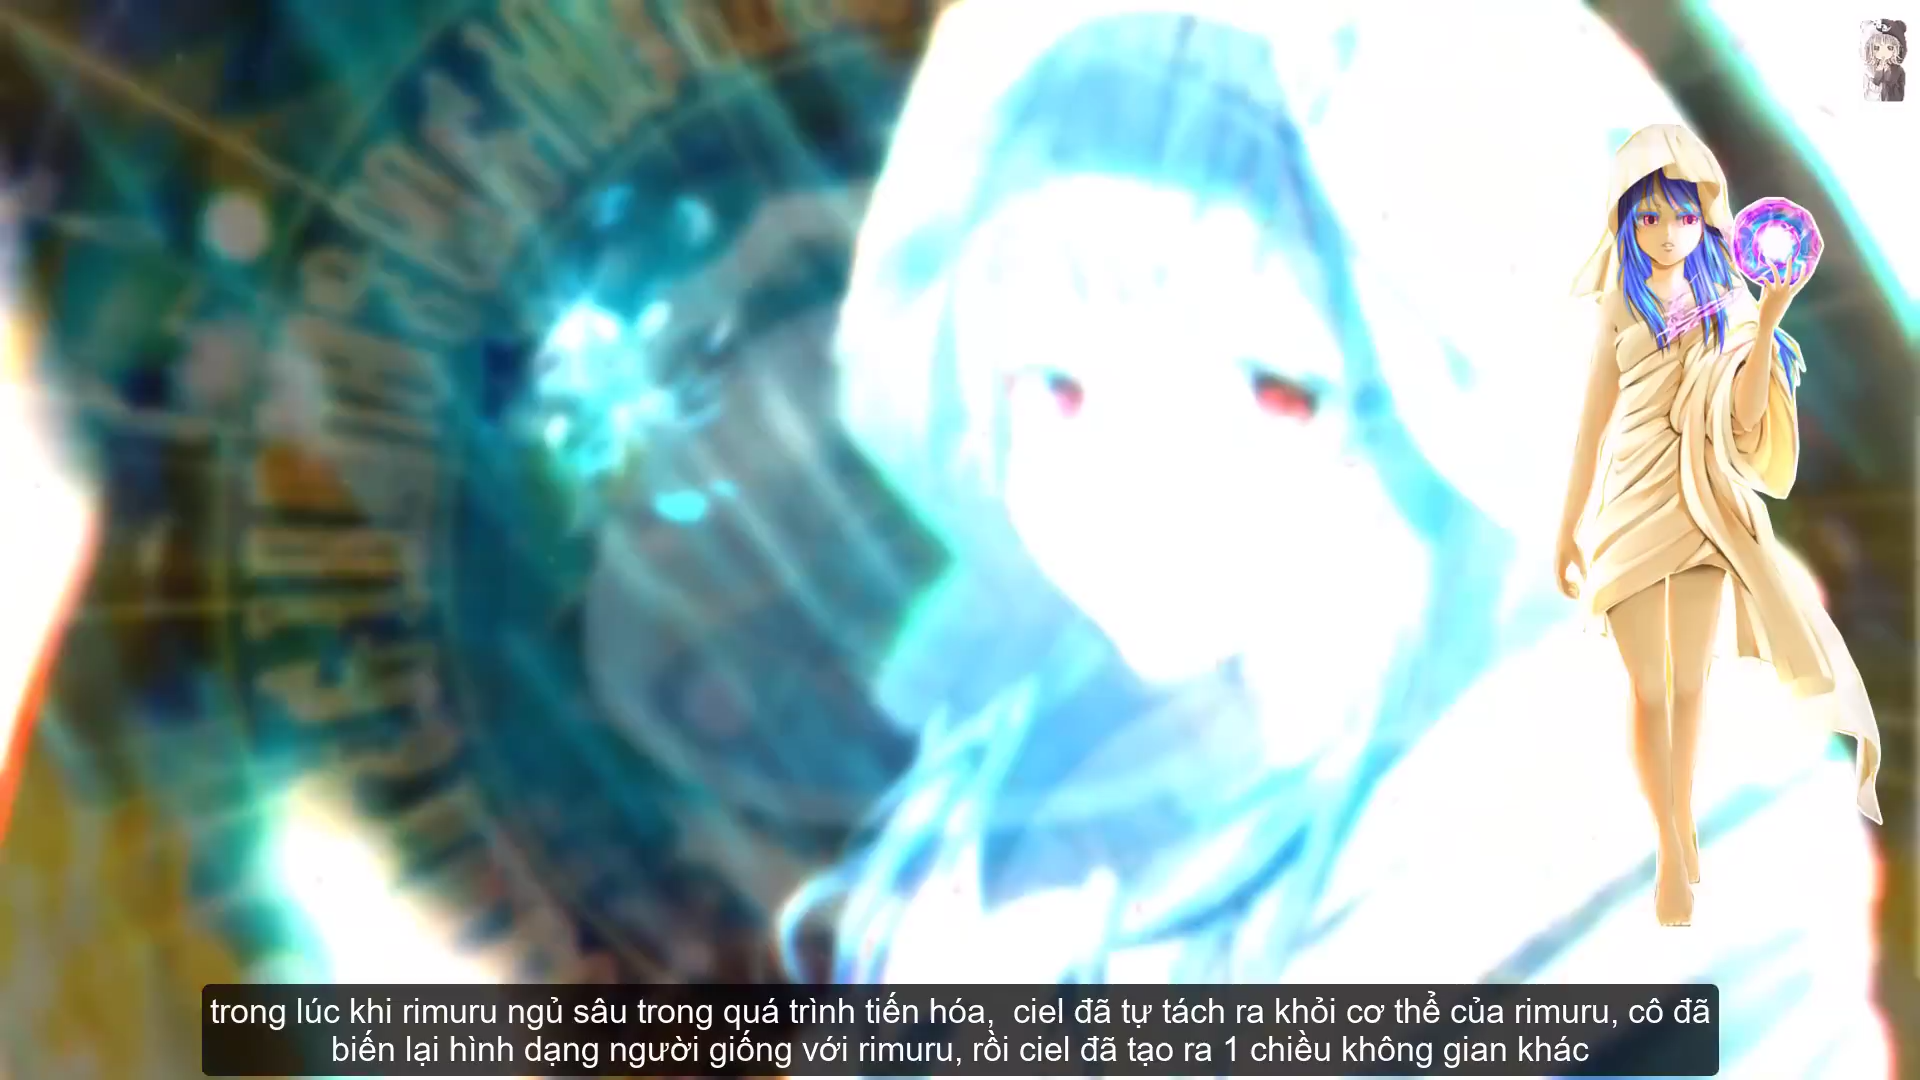 trong lúc khi rimuru ngủ sâu trong quá trình tiến hóa,  ciel đã tự tách ra khỏi cơ thể của rimuru, cô đã
biến lại hình dạng người giống với rimuru, rồi ciel đã tạo ra 1 chiều không gian khác